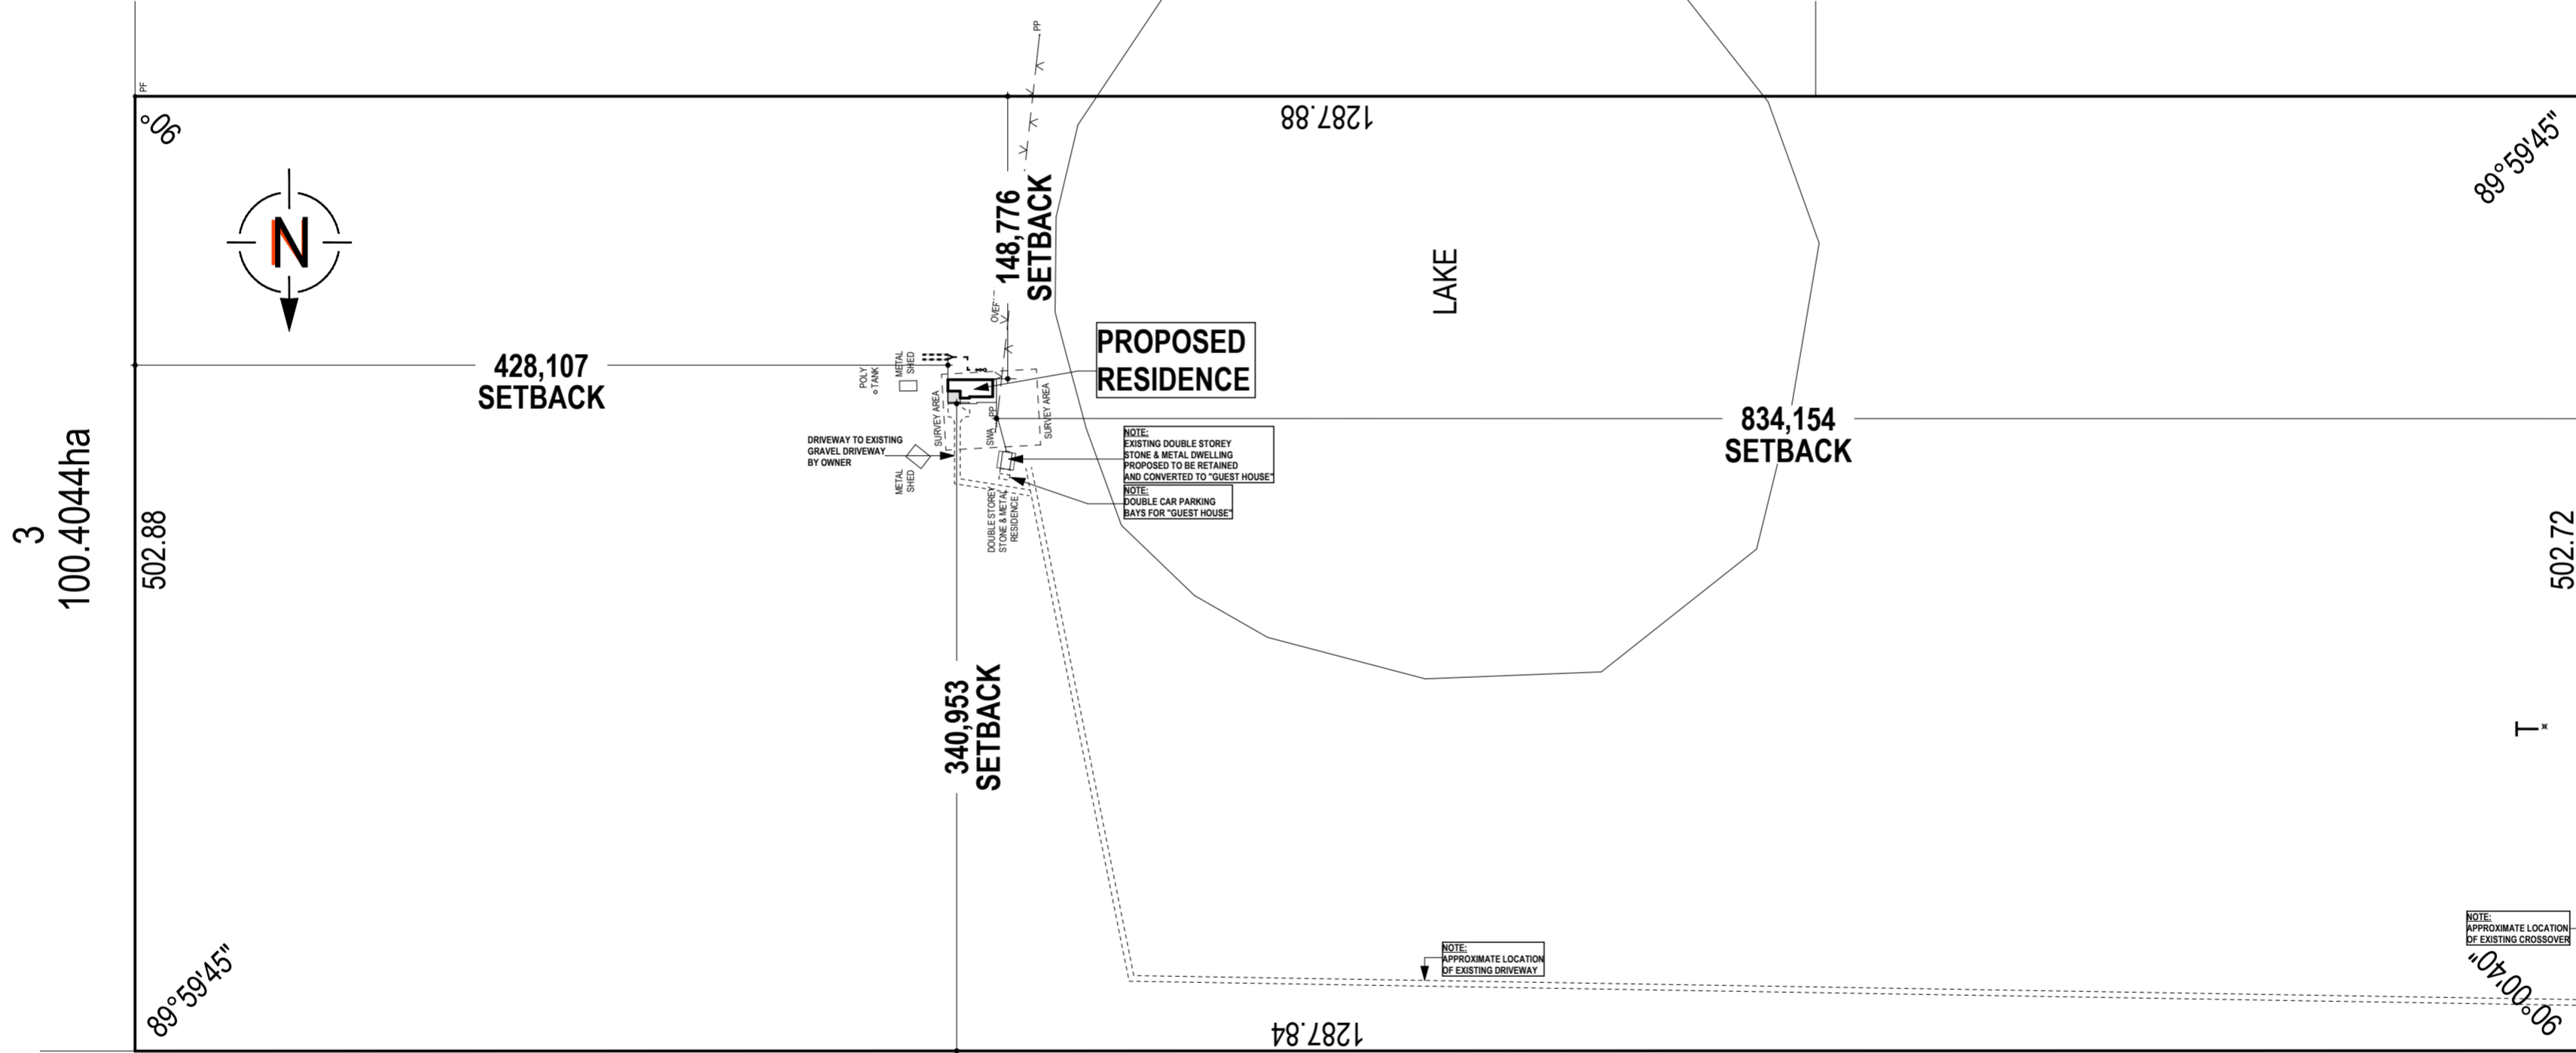 PP
PF
90°
1287.88
89°59'45"
N
148,776
SETBACK
LAKE
OVE
PROPOSED
RESIDENCE
428,107
SETBACK
POLY
TANK
METAL
SHED
SURVEY AREA
SURVEY AREA
PP
SWA
834,154
SETBACK
DRIVEWAY TO EXISTING
GRAVEL DRIVEWAY
BY OWNER
NOTE:
EXISTING DOUBLE STOREY
STONE & METAL DWELLING
PROPOSED TO BE RETAINED
AND CONVERTED TO "GUEST HOUSE"
NOTE:
DOUBLE CAR PARKING
BAYS FOR "GUEST HOUSE"
METAL
SHED
DOUBLE STOREY
STONE & METAL
RESIDENCE
3
100.4044ha
502.88
502.72
340,953
SETBACK
T
NOTE:
APPROXIMATE LOCATION
OF EXISTING CROSSOVER
NOTE:
APPROXIMATE LOCATION
OF EXISTING DRIVEWAY
89°59'45"
90°00'40"
1287.84